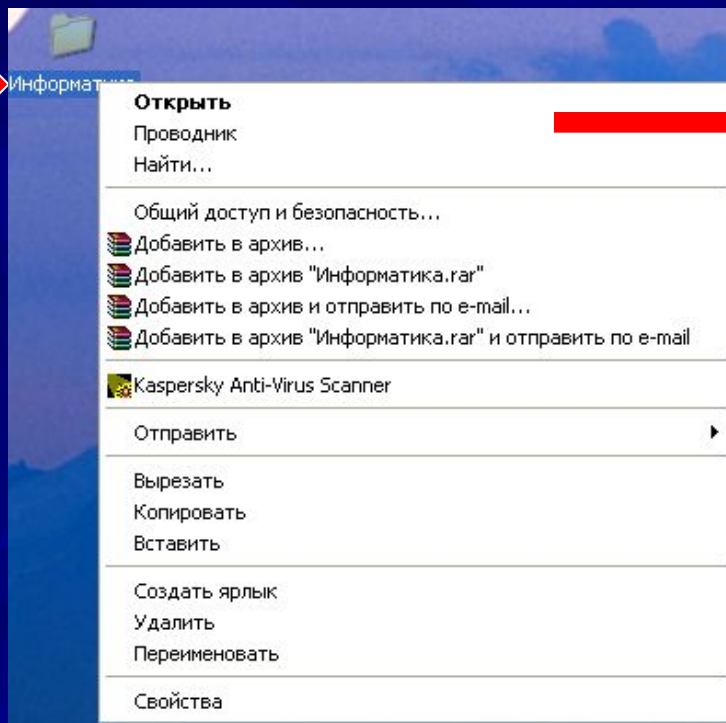 Информат
Открыть
Проводник
Найти...
Общий доступ и безопасность...
Добавить в архив...
Добавить в архив "Информатика.rar"
Добавить в архив и отправить по e-mail...
Добавить в архив "Информатика.rar" и отправить по e-mail
Kaspersky Anti-Virus Scanner
Отправить
Вырезать
Копировать
Вставить
Создать ярлык
Удалить
Переименовать
Свойства